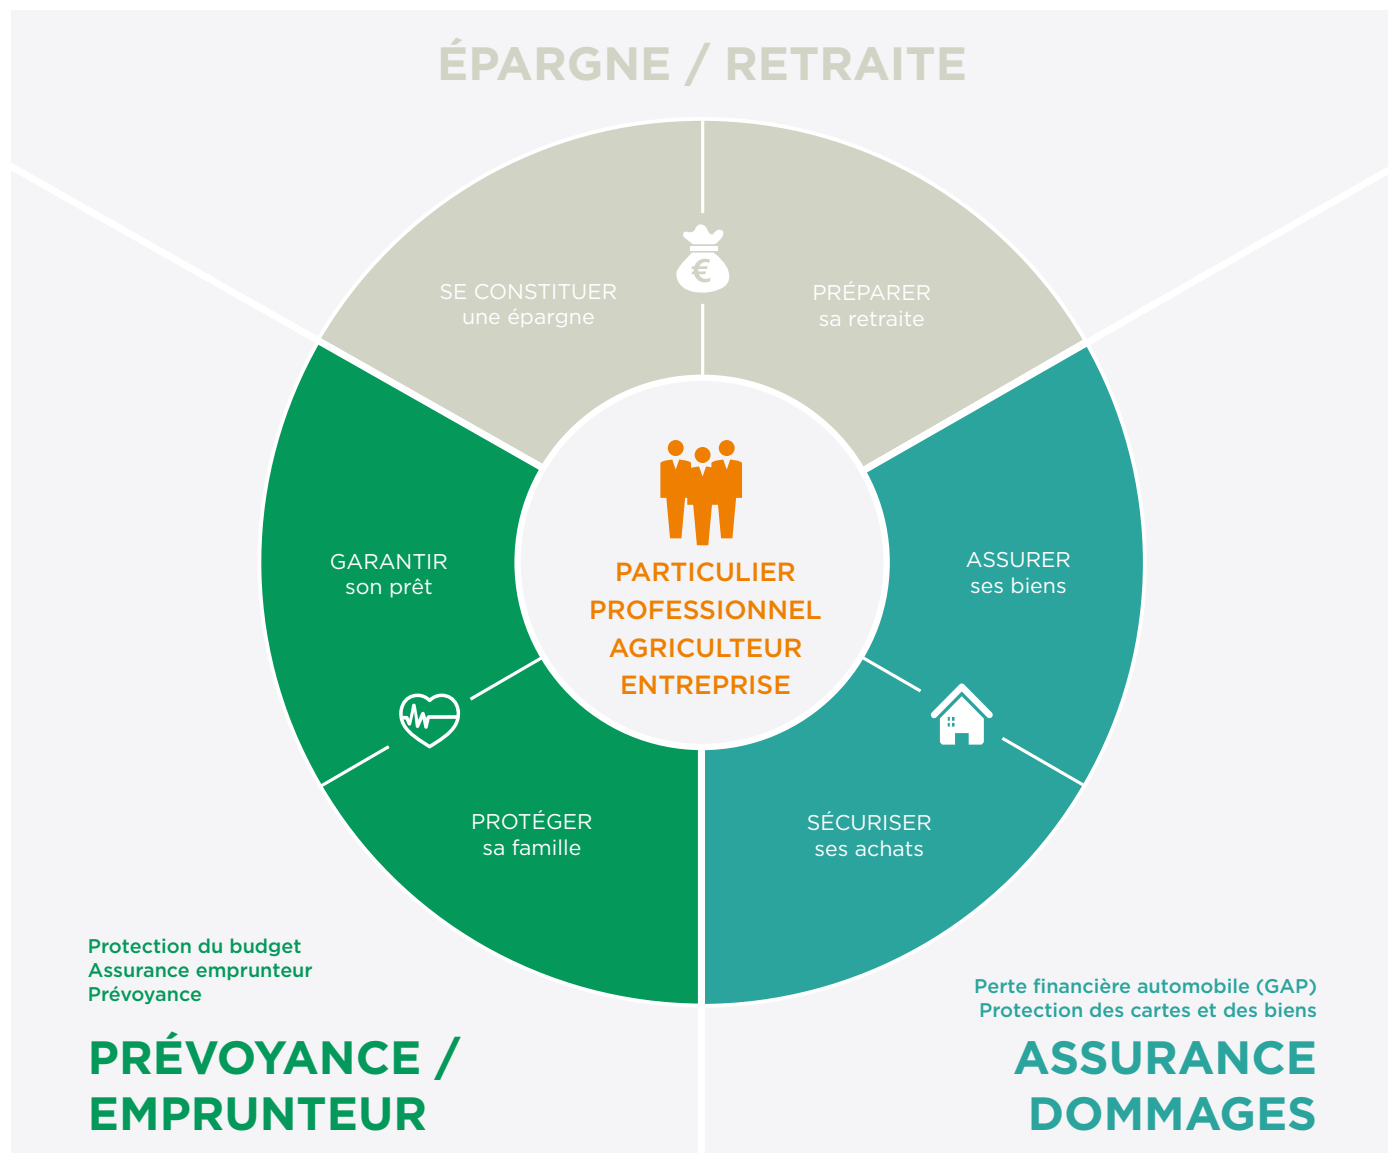 ÉPARGNE / RETRAITE
SE CONSTITUER
une épargne
€
PRÉPARER
sa retraite
GARANTIR
son prêt
PARTICULIER
PROFESSIONNEL
AGRICULTEUR
ENTREPRISE
ASSURER
ses biens
PROTÉGER
sa famille
SÉCURISER
ses achats
Protection du budget
Assurance emprunteur
Prévoyance
PRÉVOYANCE /
EMPRUNTEUR
Perte financière automobile (GAP)
Protection des cartes et des biens
ASSURANCE
DOMMAGES